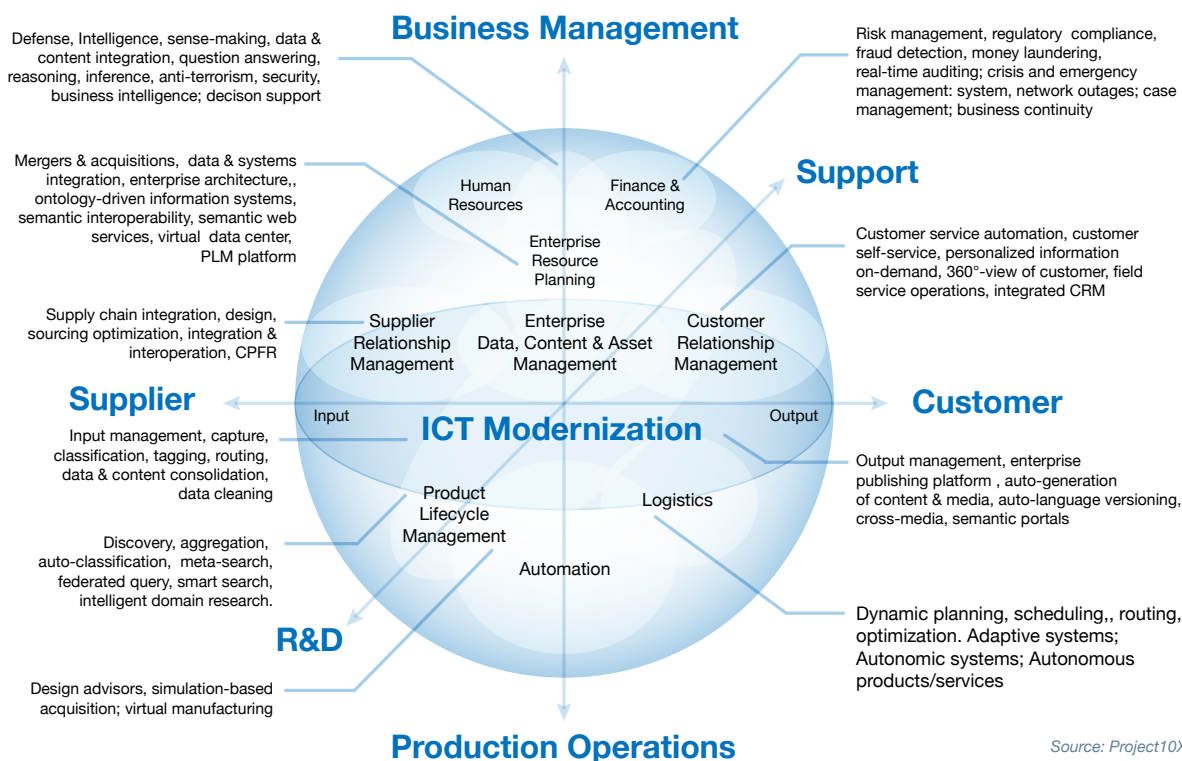 Business Management
Defense, Intelligence, sense-making, data &
content integration, question answering,
reasoning, inference, anti-terrorism, security,
business intelligence; decison support
Risk management, regulatory compliance,
fraud detection, money laundering,
real-time auditing; crisis and emergency
management: system, network outages; case
management; business continuity
Mergers & acquisitions, data & systems
integration, enterprise architecture,,
ontology-driven information systems,
semantic interoperability, semantic web
services, virtual data center,
PLM platform
Human
Resources
Finance &
Accounting
Support
Enterprise
Resource
Planning
Customer service automation, customer
self-service, personalized information
on-demand, 360°-view of customer, field
service operations, integrated CRM
Supply chain integration, design,
sourcing optimization, integration &
interoperation, CPFR
Supplier
Relationship
Management
Enterprise
Data, Content & Asset
Management
Customer
Relationship
Management
Supplier
Input
Output
Customer
ICT Modernization
Input management, capture,
classification, tagging, routing,
data & content consolidation,
data cleaning
Output management, enterprise
publishing platform , auto-generation
of content & media, auto-language versioning,
cross-media, semantic portals
Product
Lifecycle
Management
Logistics
Automation
Discovery, aggregation,
auto-classification, meta-search,
federated query, smart search,
intelligent domain research.
R&D
Dynamic planning, scheduling,, routing,
optimization. Adaptive systems;
Autonomic systems; Autonomous
products/services
Design advisors, simulation-based
acquisition; virtual manufacturing
Production Operations
Source: Project10X